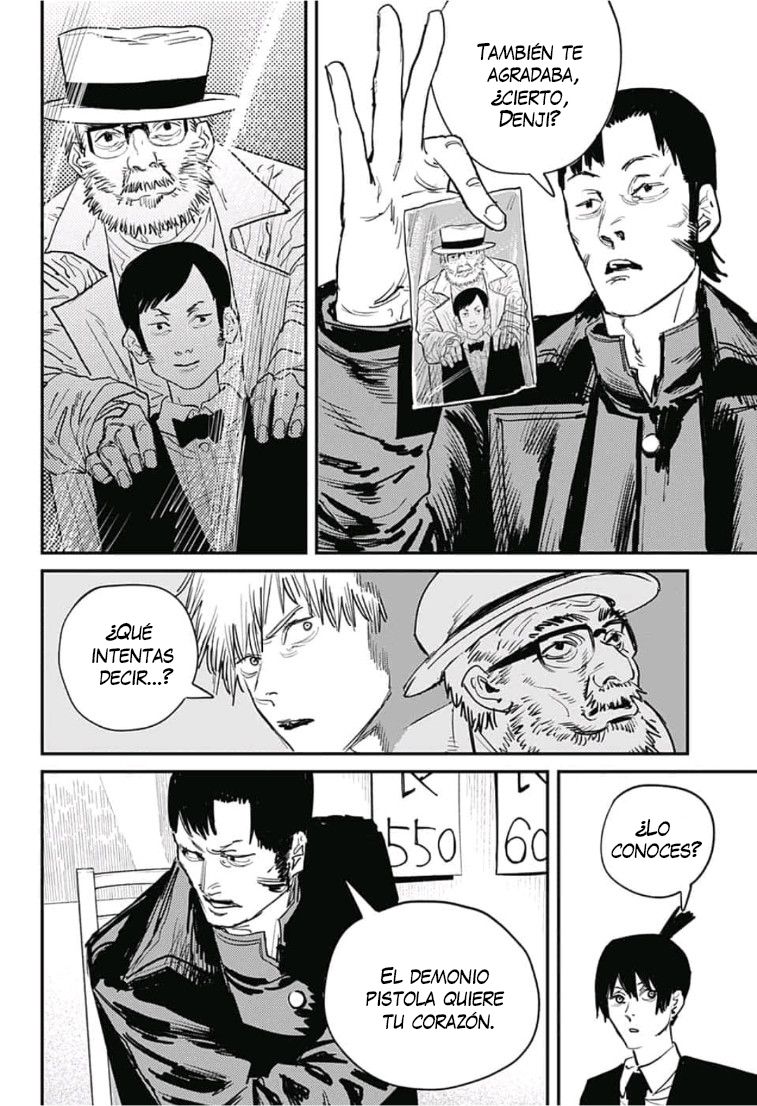 TAMBIÉN TE
AGRADABA,
¿CIERTO,
DENJI?
¿QUÉ
INTENTAS
DECIR...?
¿LO
CONOCES?
550
60
EL DEMONIO
PISTOLA QUIERE
TU CORAZÓN.